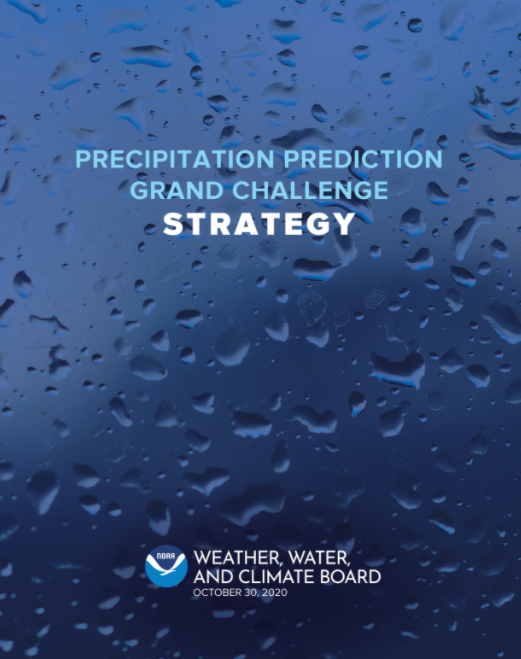 PRECIPITATION PREDICTION
GRAND CHALLENGE
STRATEGY
NOAA
WEATHER, WATER,
AND CLIMATE BOARD
OCTOBER 30, 2020